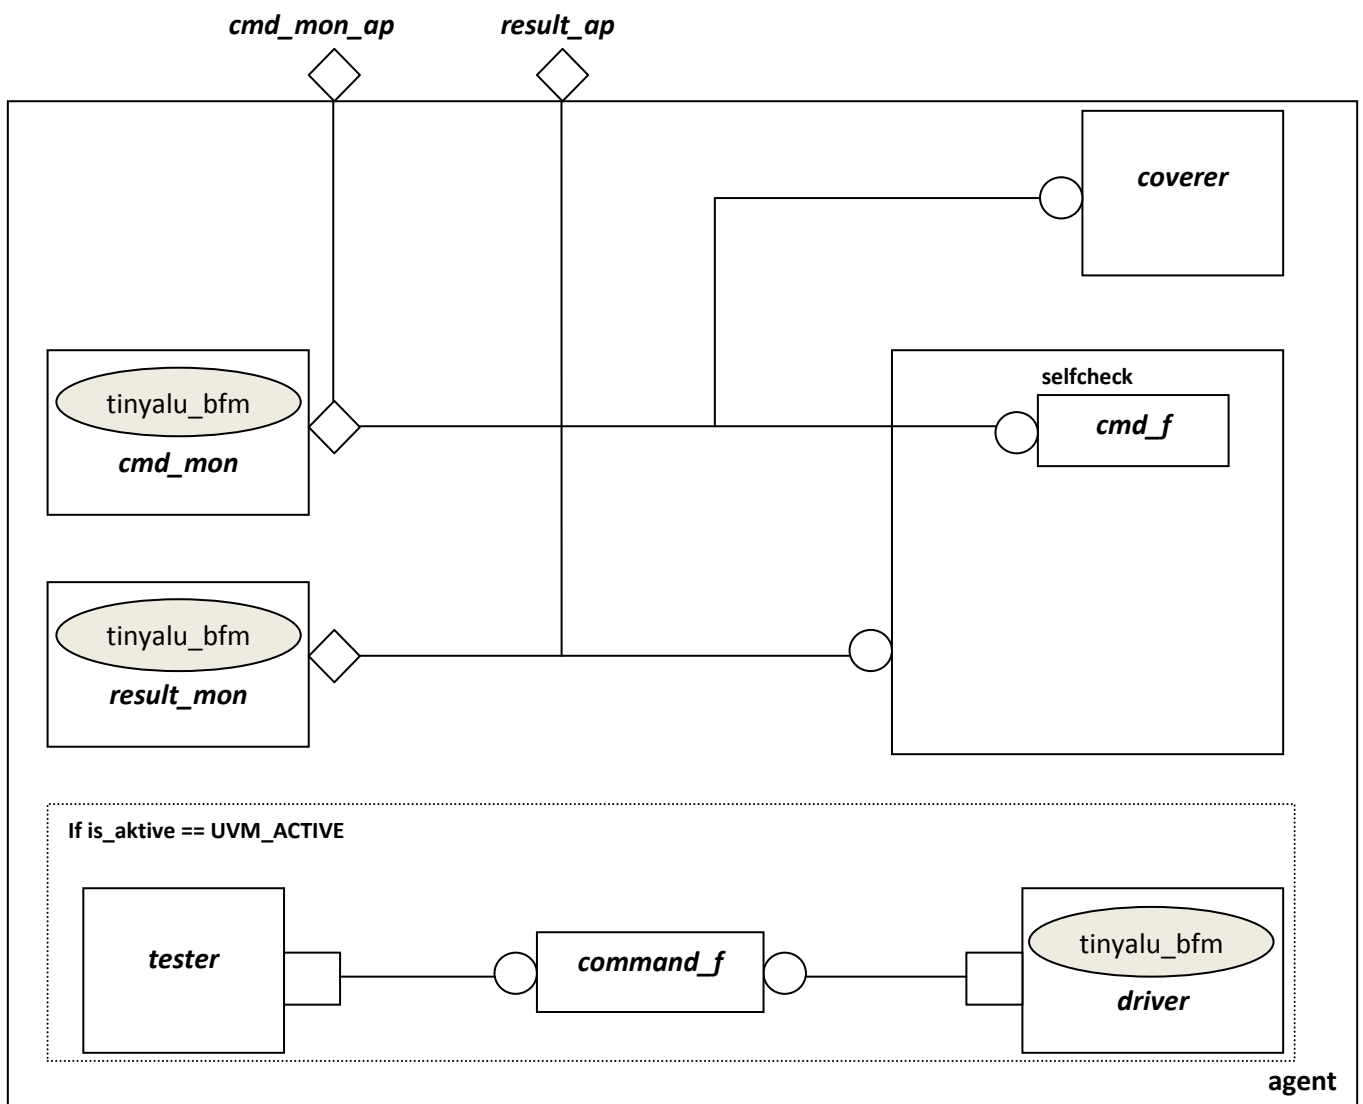 cmd_mon_ap
result_ap
coverer
tinyalu_bfm
cmd_mon
selfcheck
cmd_f
tinyalu_bfm
result_mon
If is_aktive == UVM_ACTIVE
tester
command_f
tinyalu_bfm
driver
agent